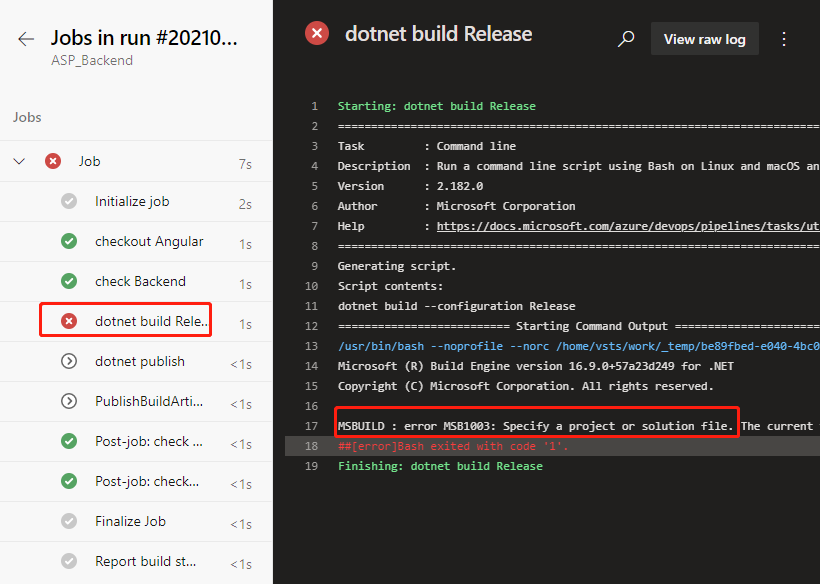 Jobs in run #20210...
ASP_Backend
Jobs
Job 7s
Initialize job 2s
checkout Angular 1s
check Backend 1s
dotnet build Rele... 1s
dotnet publish <1s
PublishBuildArti... <1s
Post-job: check ... <1s
Post-job: check... <1s
Finalize Job <1s
Report build st... <1s
dotnet build Release
View raw log
1 Starting: dotnet build Release
2 ==============================================================================
3 Task : Command line
4 Description : Run a command line script using Bash on Linux and macOS an
5 Version : 2.182.0
6 Author : Microsoft Corporation
7 Help : https://docs.microsoft.com/azure/devops/pipelines/tasks/ut
8 ==============================================================================
9 Generating script.
10 Script contents:
11 dotnet build --configuration Release
12 ========================== Starting Command Output ======================
13 /usr/bin/bash --noprofile --norc /home/vsts/work/_temp/be89fbed-e040-4bc0
14 Microsoft (R) Build Engine version 16.9.0+57a23d249 for .NET
15 Copyright (C) Microsoft Corporation. All rights reserved.
16
17 MSBUILD : error MSB1003: Specify a project or solution file. The current
18 ##[error]Bash exited with code '1'.
19 Finishing: dotnet build Release